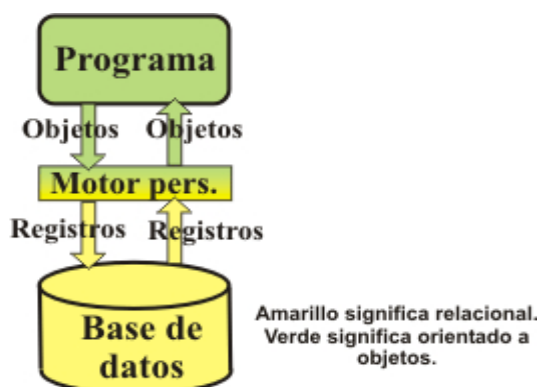 Programa
Objetos Objetos
Motor pers.
Registros Registros
Base de
datos
Amarillo significa relacional.
Verde significa orientado a
objetos.